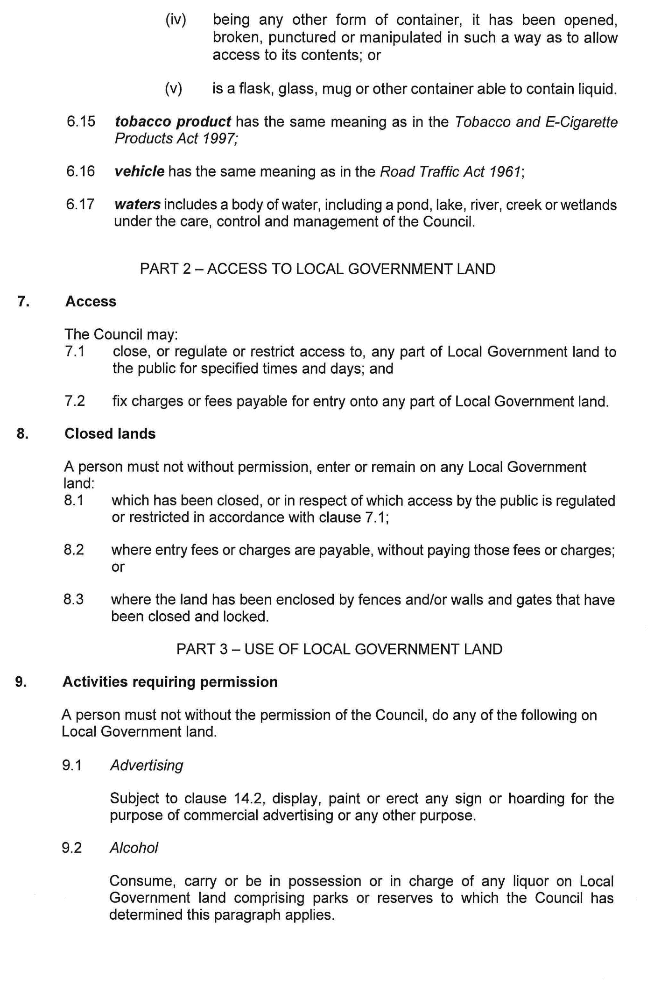 (iv) being any other form of container, it has been opened,
broken, punctured or manipulated in such a way as to allow
access to its contents; or
(v) is a flask, glass, mug or other container able to contain liquid.
6.15 tobacco product has the same meaning as in the Tobacco and E-Cigarette
Products Act 1997;
6.16 vehicle has the same meaning as in the Road Traffic Act 1961;
6.17 waters includes a body of water, including a pond, lake, river, creek or wetlands
under the care, control and management of the Council.
PART 2 – ACCESS TO LOCAL GOVERNMENT LAND
7. Access
The Council may:
7.1 close, or regulate or restrict access to, any part of Local Government land to
the public for specified times and days; and
7.2 fix charges or fees payable for entry onto any part of Local Government land.
8. Closed lands
A person must not without permission, enter or remain on any Local Government
land:
8.1 which has been closed, or in respect of which access by the public is regulated
or restricted in accordance with clause 7.1;
8.2 where entry fees or charges are payable, without paying those fees or charges;
or
8.3 where the land has been enclosed by fences and/or walls and gates that have
been closed and locked.
PART 3 – USE OF LOCAL GOVERNMENT LAND
9. Activities requiring permission
A person must not without the permission of the Council, do any of the following on
Local Government land.
9.1 Advertising
Subject to clause 14.2, display, paint or erect any sign or hoarding for the
purpose of commercial advertising or any other purpose.
9.2 Alcohol
Consume, carry or be in possession or in charge of any liquor on Local
Government land comprising parks or reserves to which the Council has
determined this paragraph applies.